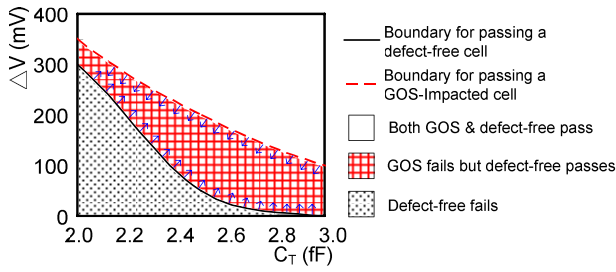 △V (mV)
400
300
200
100
0
2.0 2.2 2.4 2.6 2.8 3.0
C_T (fF)
Boundary for passing a
defect-free cell
Boundary for passing a
GOS-Impacted cell
Both GOS & defect-free pass
GOS fails but defect-free passes
Defect-free fails